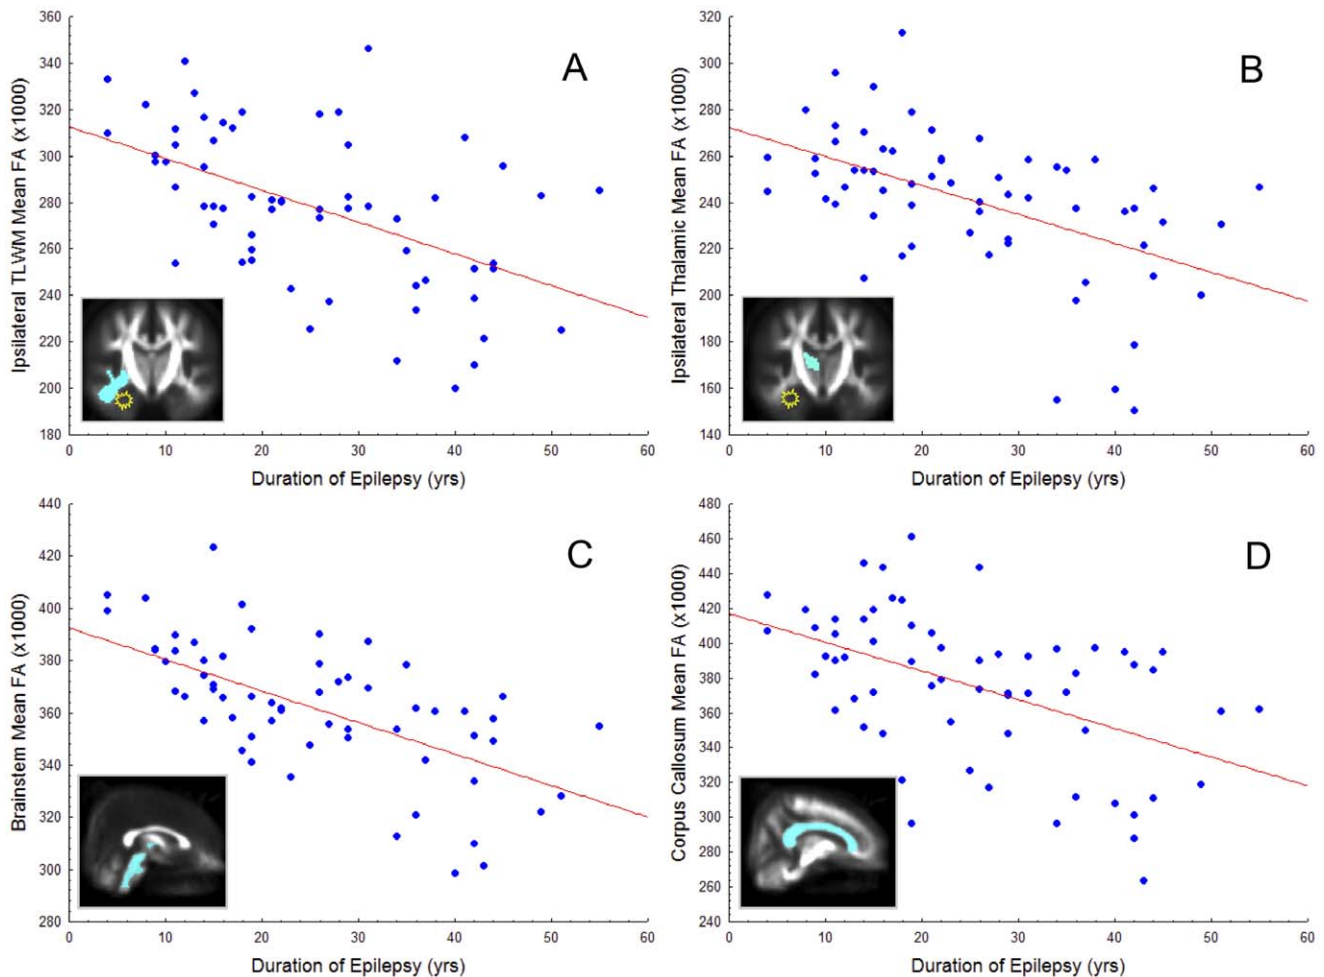 A
Ipsilateral TLWM Mean FA (x1000)
360
340
320
300
280
260
240
220
200
180
0 10 20 30 40 50 60
Duration of Epilepsy (yrs)
B
Ipsilateral Thalamic Mean FA (x1000)
320
300
280
260
240
220
200
180
160
140
0 10 20 30 40 50 60
Duration of Epilepsy (yrs)
C
Brainstem Mean FA (x1000)
440
420
400
380
360
340
320
300
280
0 10 20 30 40 50 60
Duration of Epilepsy (yrs)
D
Corpus Callosum Mean FA (x1000)
480
460
440
420
400
380
360
340
320
300
280
260
240
0 10 20 30 40 50 60
Duration of Epilepsy (yrs)